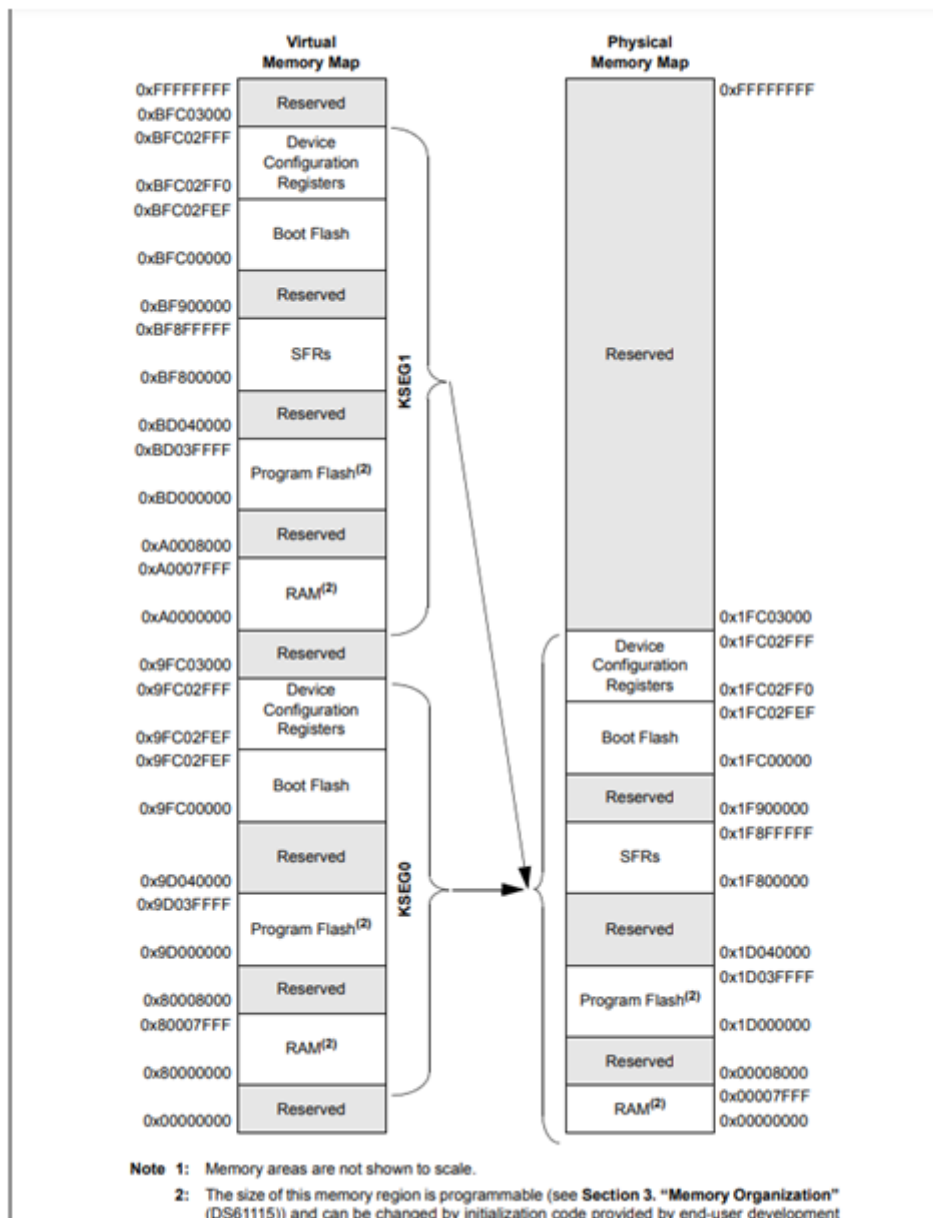 Virtual
Memory Map
0xFFFFFFFF
Reserved
0xBFC03000
0xBFC02FFF
Device
Configuration
Registers
0xBFC02FF0
0xBFC02FEF
Boot Flash
0xBFC00000
Reserved
0xBF900000
0xBF8FFFFF
SFRs
0xBF800000
Reserved
0xBD040000
0xBD03FFFF
Program Flash(2)
0xBD000000
Reserved
0xA0008000
0xA0007FFF
RAM(2)
0xA0000000
Reserved
0x9FC03000
0x9FC02FFF
Device
Configuration
Registers
0x9FC02FEF
0x9FC02FEF
Boot Flash
0x9FC00000
Reserved
0x9D040000
0x9D03FFFF
Program Flash(2)
0x9D000000
Reserved
0x80008000
0x80007FFF
RAM(2)
0x80000000
Reserved
0x00000000
KSEG1
KSEG0
Physical
Memory Map
0xFFFFFFFF
Reserved
0x1FC03000
0x1FC02FFF
Device
Configuration
Registers
0x1FC02FF0
0x1FC02FEF
Boot Flash
0x1FC00000
Reserved
0x1F900000
0x1F8FFFFF
SFRs
0x1F800000
Reserved
0x1D040000
0x1D03FFFF
Program Flash(2)
0x1D000000
Reserved
0x00008000
0x00007FFF
RAM(2)
0x00000000
Note 1: Memory areas are not shown to scale.
2: The size of this memory region is programmable (see Section 3. “Memory Organization”
(DS61115)) and can be changed by initialization code provided by end-user development